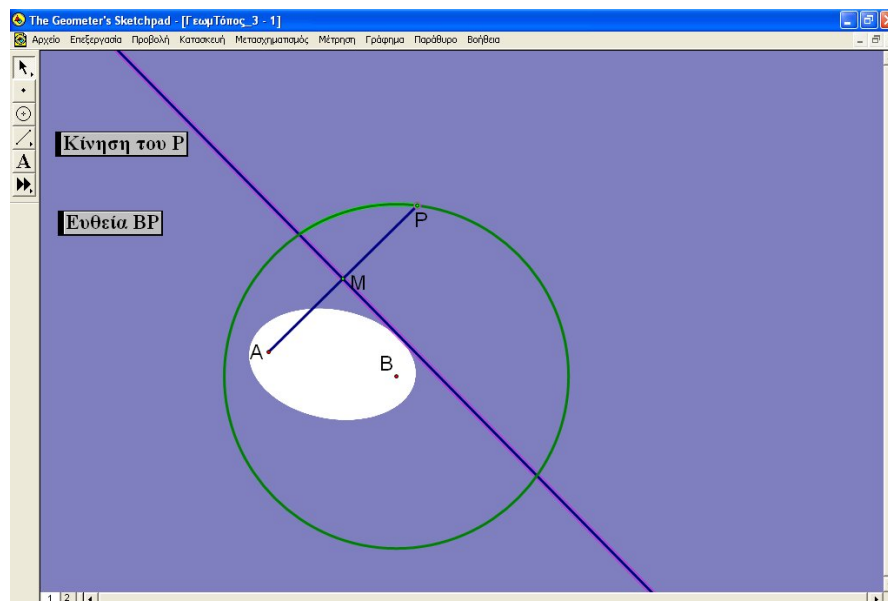 The Geometer's Sketchpad - [ΓεωμΤόπος_3 - 1]
Αρχείο Επεξεργασία Προβολή Κατασκευή Μετασχηματισμός Μέτρηση Γράφημα Παράθυρο Βοήθεια
Κίνηση του Ρ
Ευθεία ΒΡ
A
P
M
A
B
1 2